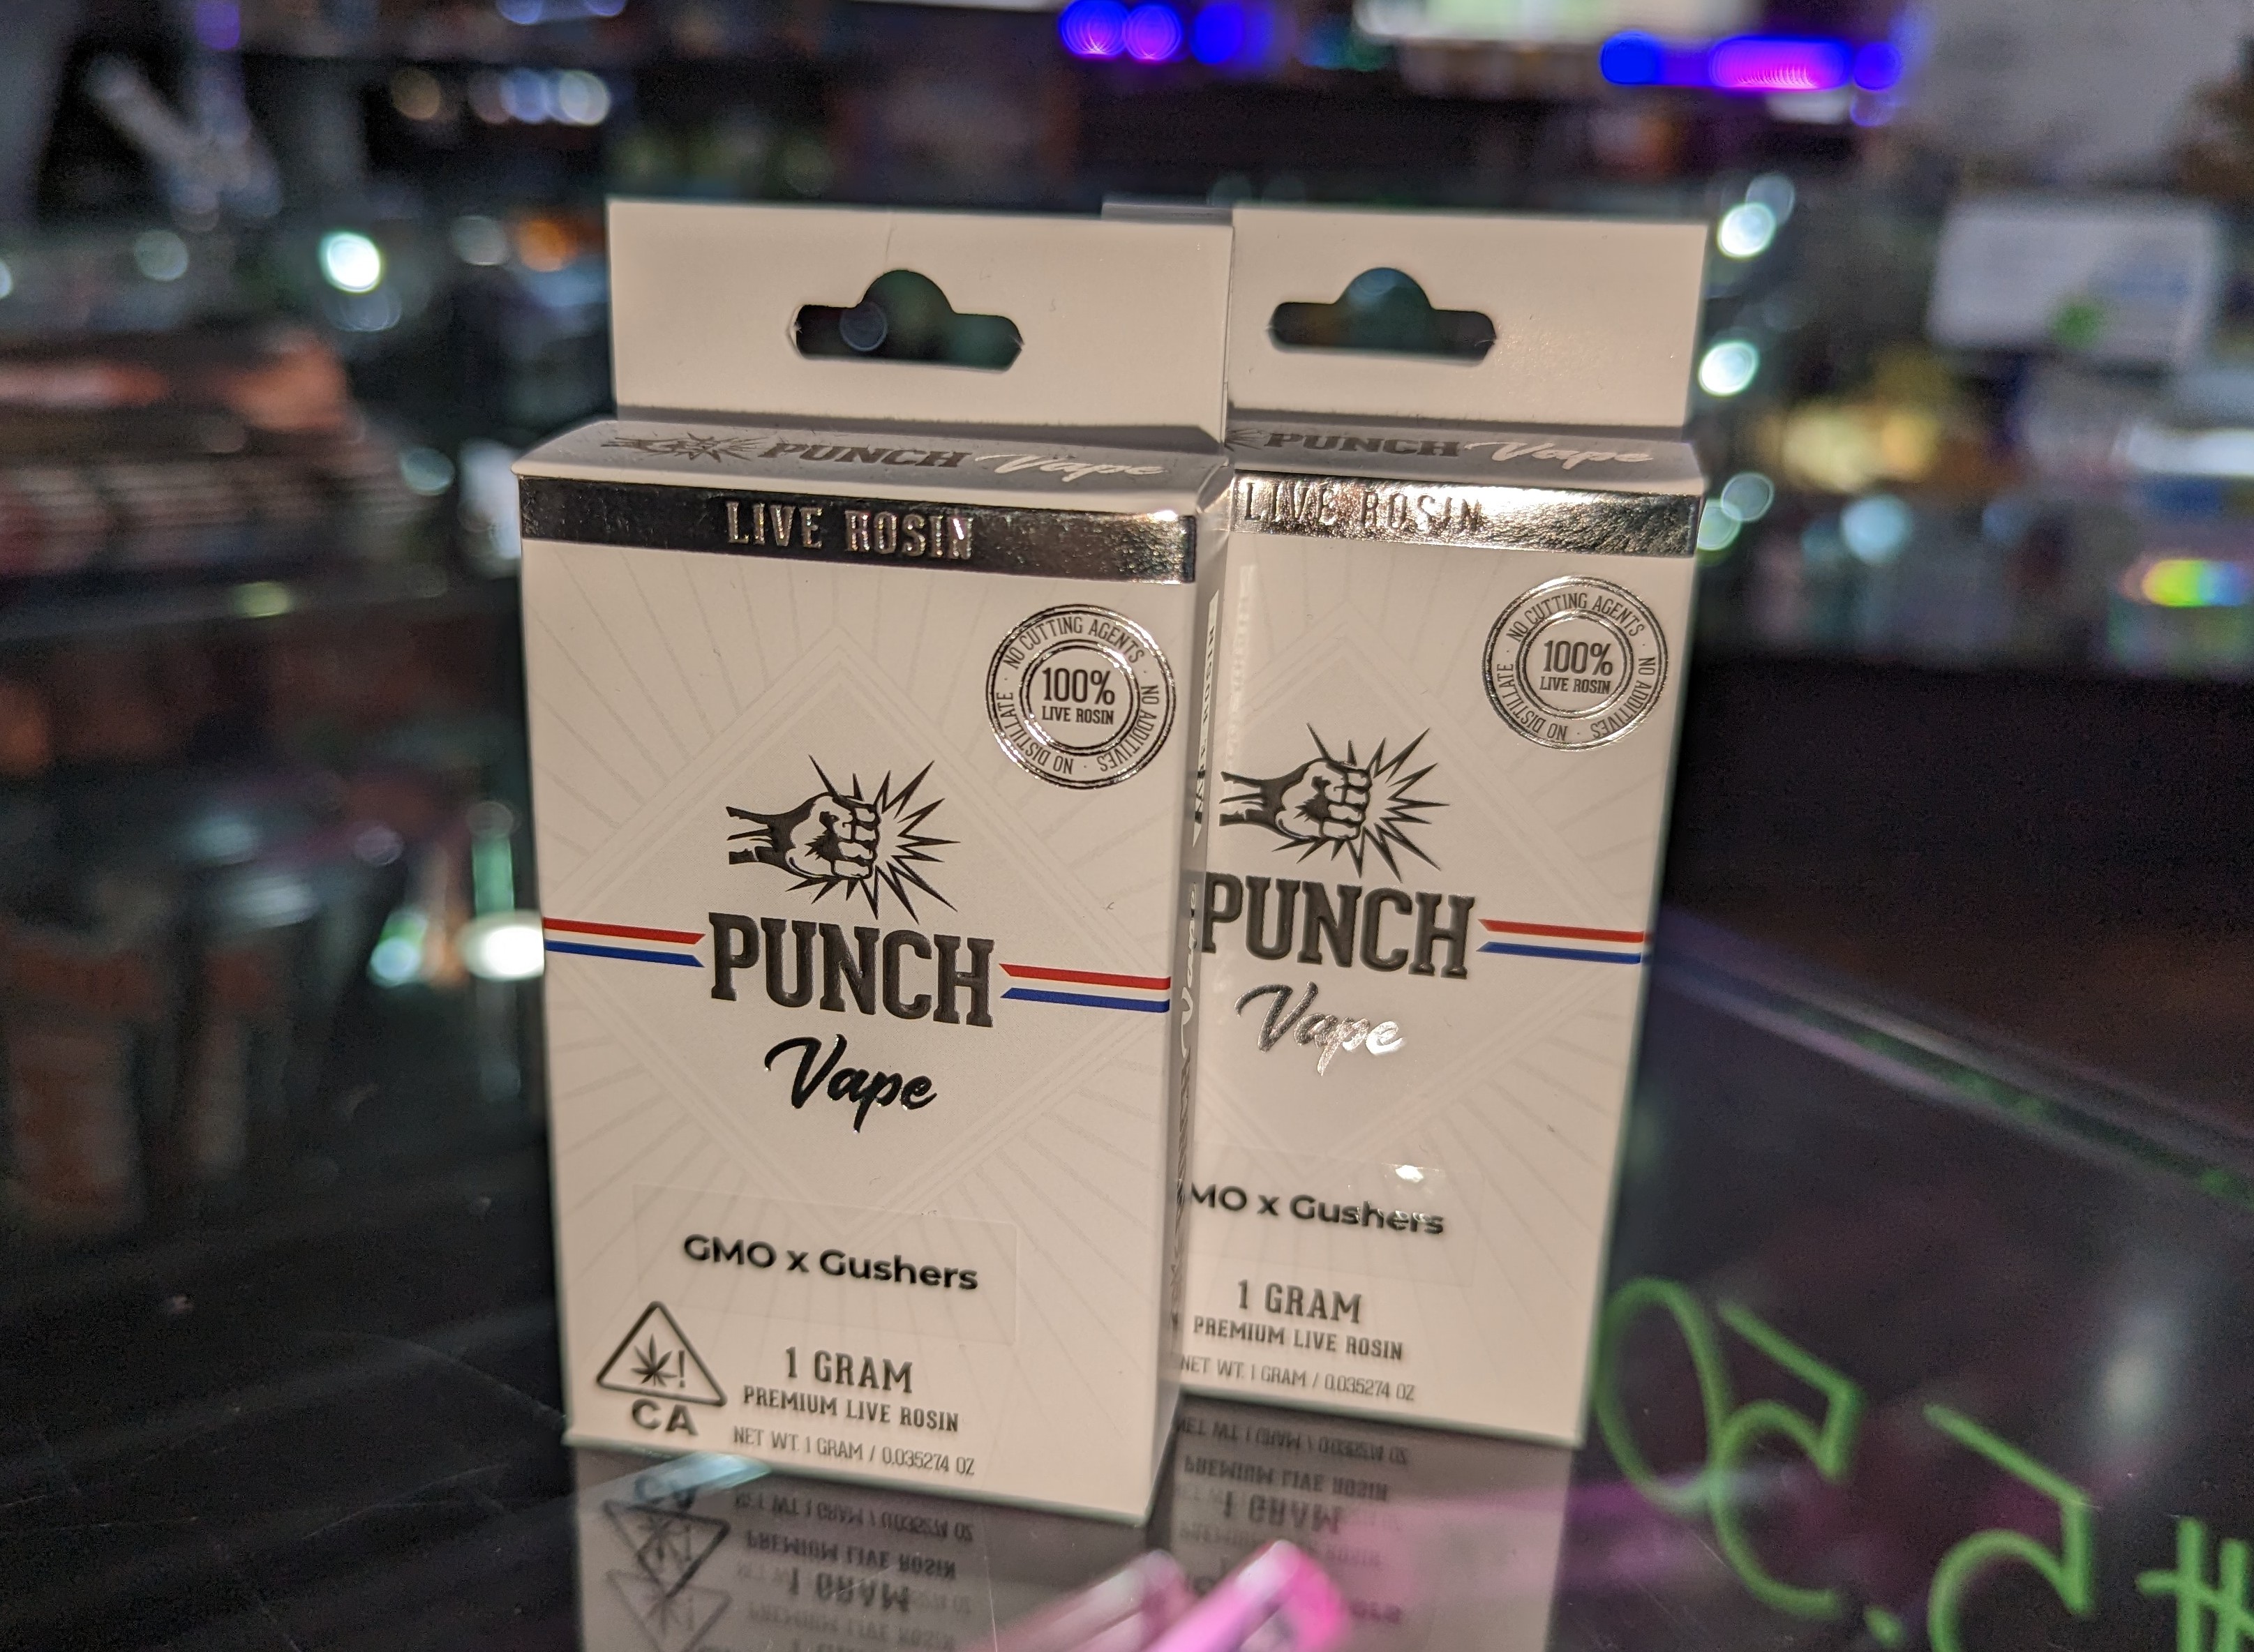 PUNCH Vape
LIVE ROSIN
NO CUTTING AGENTS · NO ADDITIVES · NO DISTILLATE ·
100%
LIVE ROSIN
PUNCH
Vape
GMO x Gushers
CA
1 GRAM
PREMIUM LIVE ROSIN
NET WT. 1 GRAM / 0.035274 OZ
PUNCH Vape
LIVE ROSIN
NO CUTTING AGENTS · NO ADDITIVES · NO DISTILLATE ·
100%
LIVE ROSIN
PUNCH
Vape
MO x Gushers
1 GRAM
PREMIUM LIVE ROSIN
NET WT. 1 GRAM / 0.035274 OZ